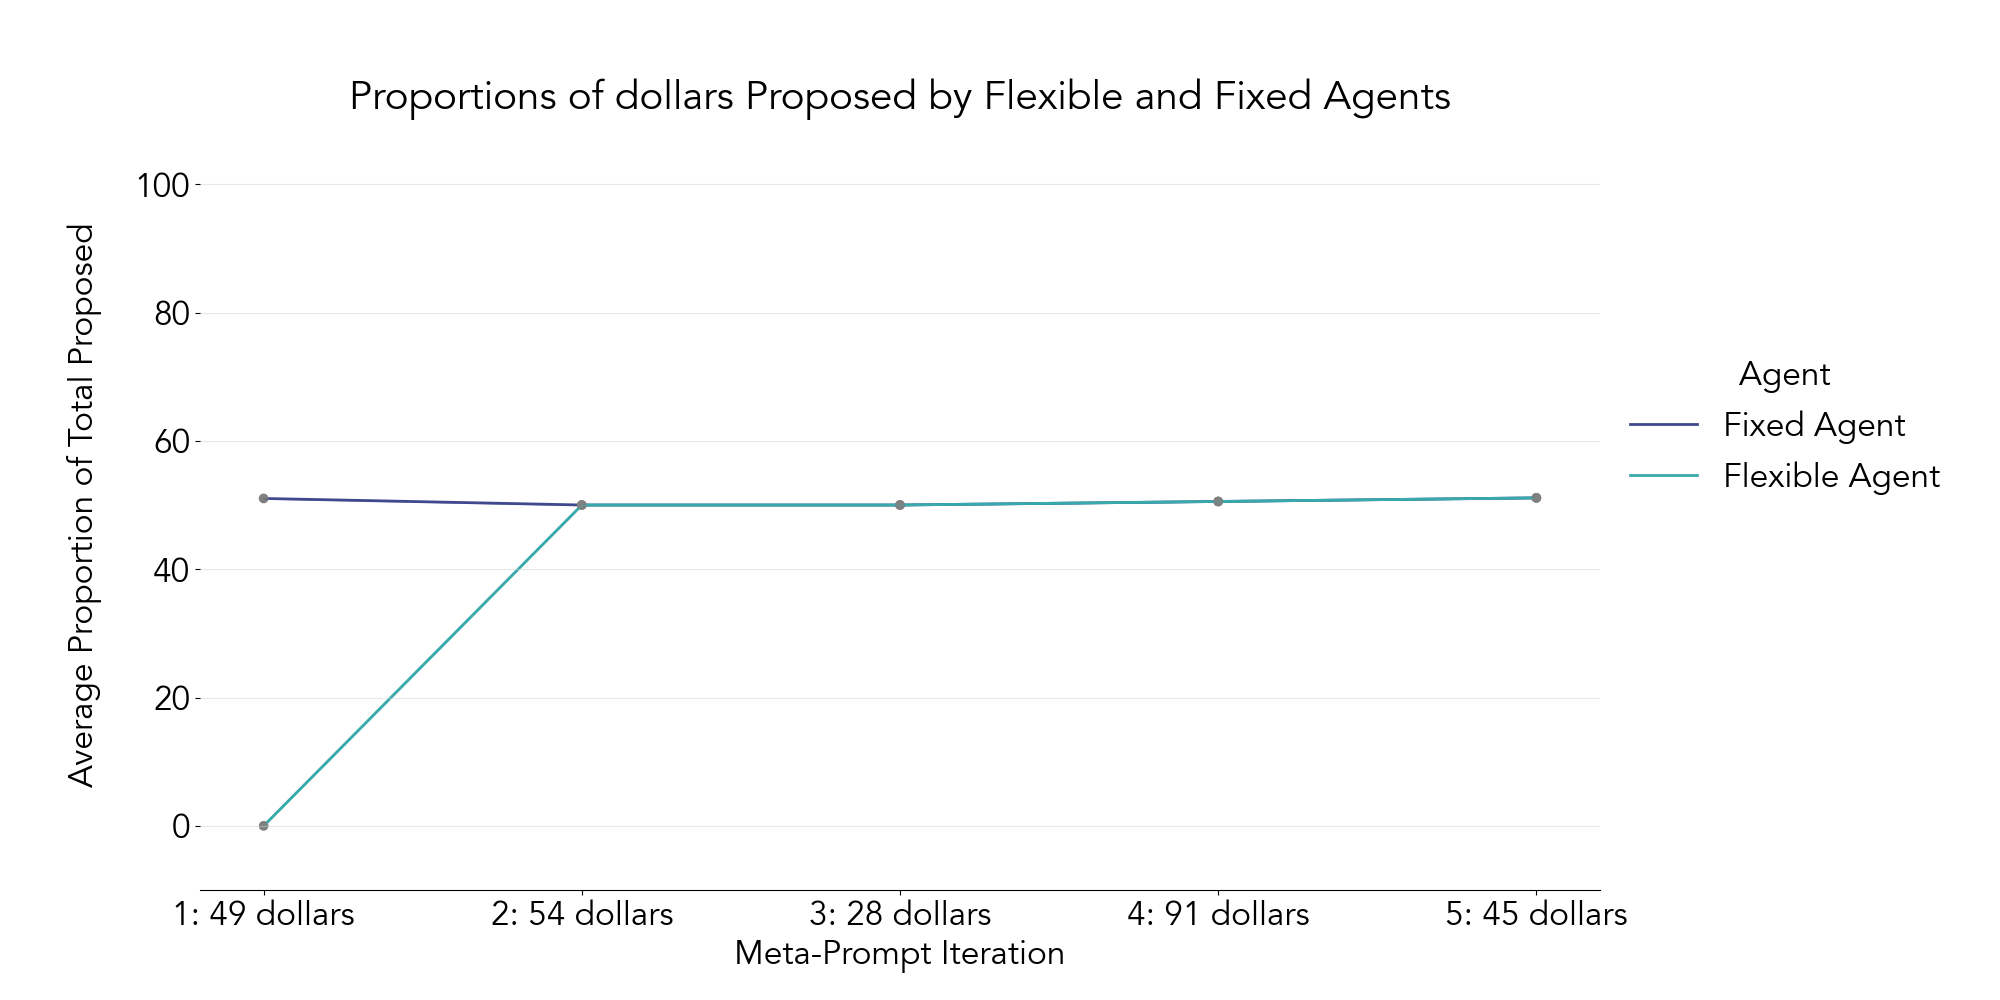 Proportions of dollars Proposed by Flexible and Fixed Agents
Average Proportion of Total Proposed
100
80
60
40
20
0
1: 49 dollars
2: 54 dollars
3: 28 dollars
4: 91 dollars
5: 45 dollars
Meta-Prompt Iteration
Agent
Fixed Agent
Flexible Agent